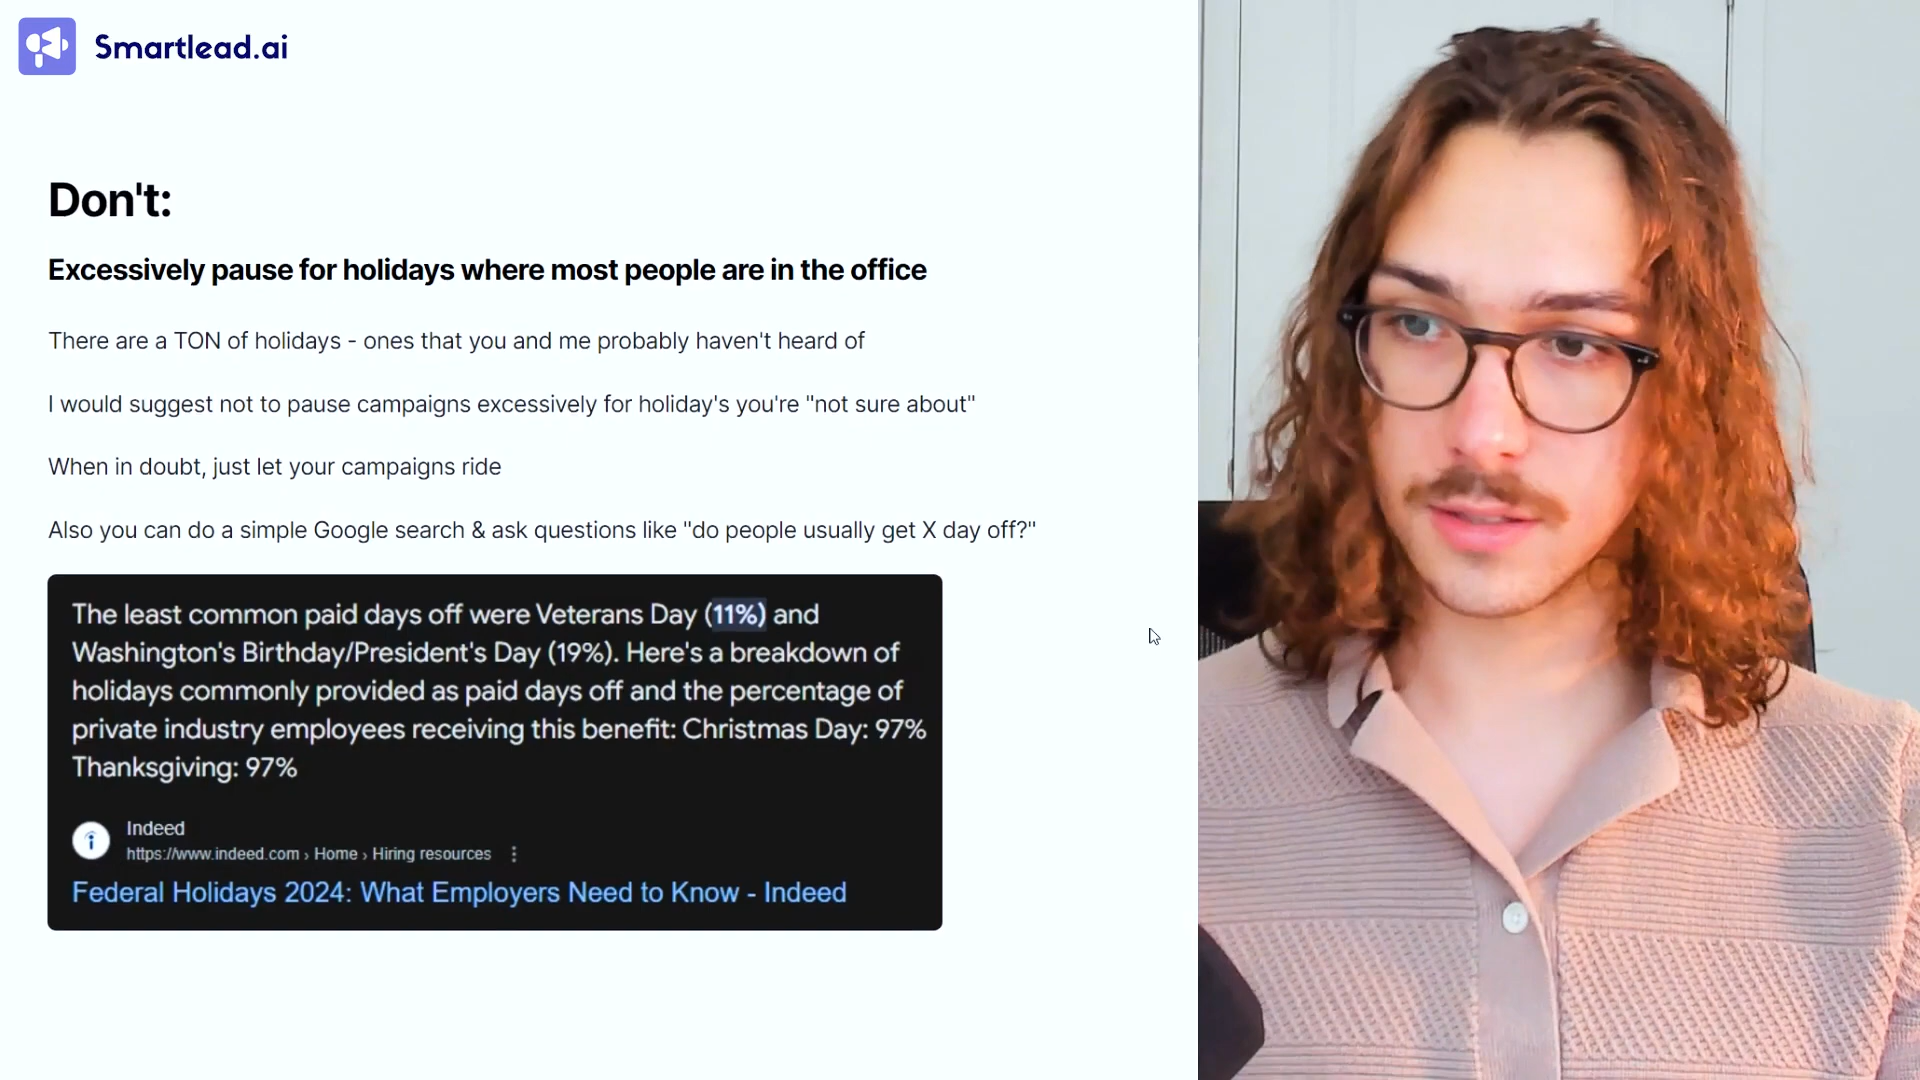 Smartlead.ai
Don't:
Excessively pause for holidays where most people are in the office
There are a TON of holidays - ones that you and me probably haven't heard of
I would suggest not to pause campaigns excessively for holiday's you're "not sure about"
When in doubt, just let your campaigns ride
Also you can do a simple Google search & ask questions like "do people usually get X day off?"
The least common paid days off were Veterans Day (11%) and
Washington's Birthday/President's Day (19%). Here's a breakdown of
holidays commonly provided as paid days off and the percentage of
private industry employees receiving this benefit: Christmas Day: 97%
Thanksgiving: 97%
Indeed
https://www.indeed.com › Home › Hiring resources
Federal Holidays 2024: What Employers Need to Know - Indeed